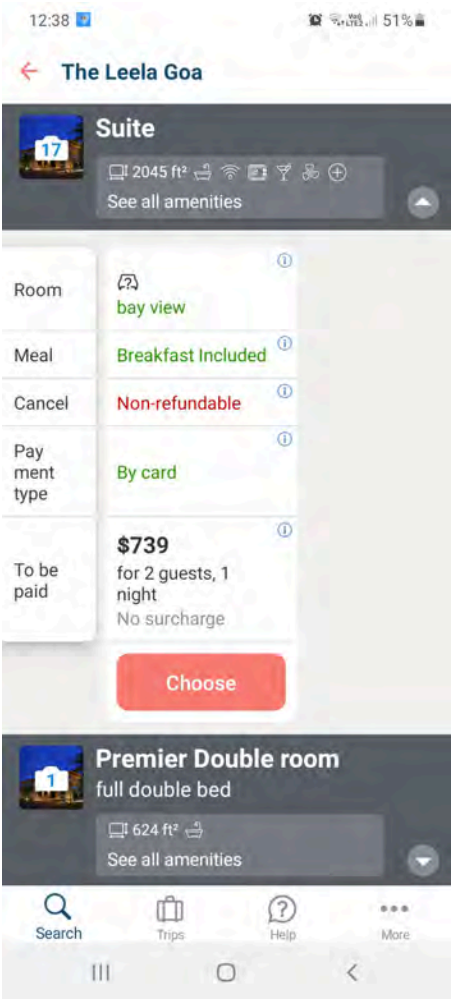 12:38
51%
The Leela Goa
17
Suite
2045 ft²
See all amenities
Room
bay view
Meal
Breakfast Included
Cancel
Non-refundable
Pay
ment
type
By card
To be
paid
$739
for 2 guests, 1
night
No surcharge
Choose
1
Premier Double room
full double bed
624 ft²
See all amenities
Search
Trips
Help
More